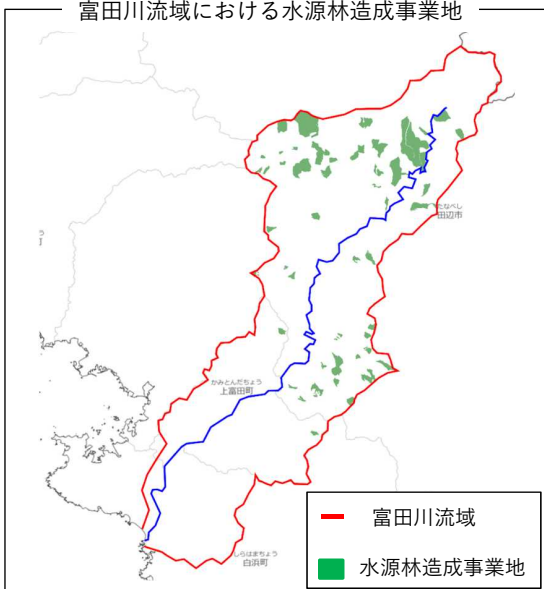 富田川流域における水源林造成事業地
たなべし
田辺市
かみとんだちょう
上富田町
しらはまちょう
白浜町
富田川流域
水源林造成事業地